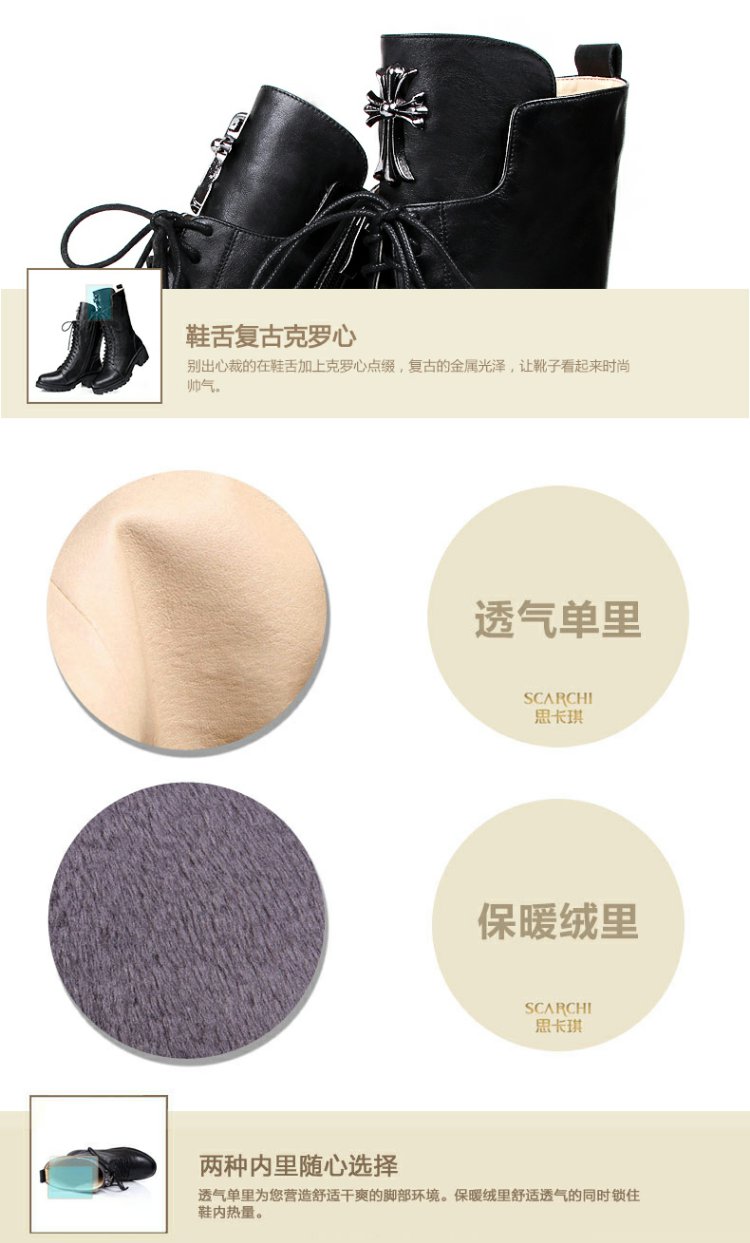 鞋舌复古克罗心
别出心裁的在鞋舌加上克罗心点缀，复古的金属光泽，让靴子看起来时尚
帅气。
透气单里
SCARCHI
思卡琪
保暖绒里
SCARCHI
思卡琪
两种内里随心选择
透气单里为您营造舒适干爽的脚部环境。保暖绒里舒适透气的同时锁住
鞋内热量。